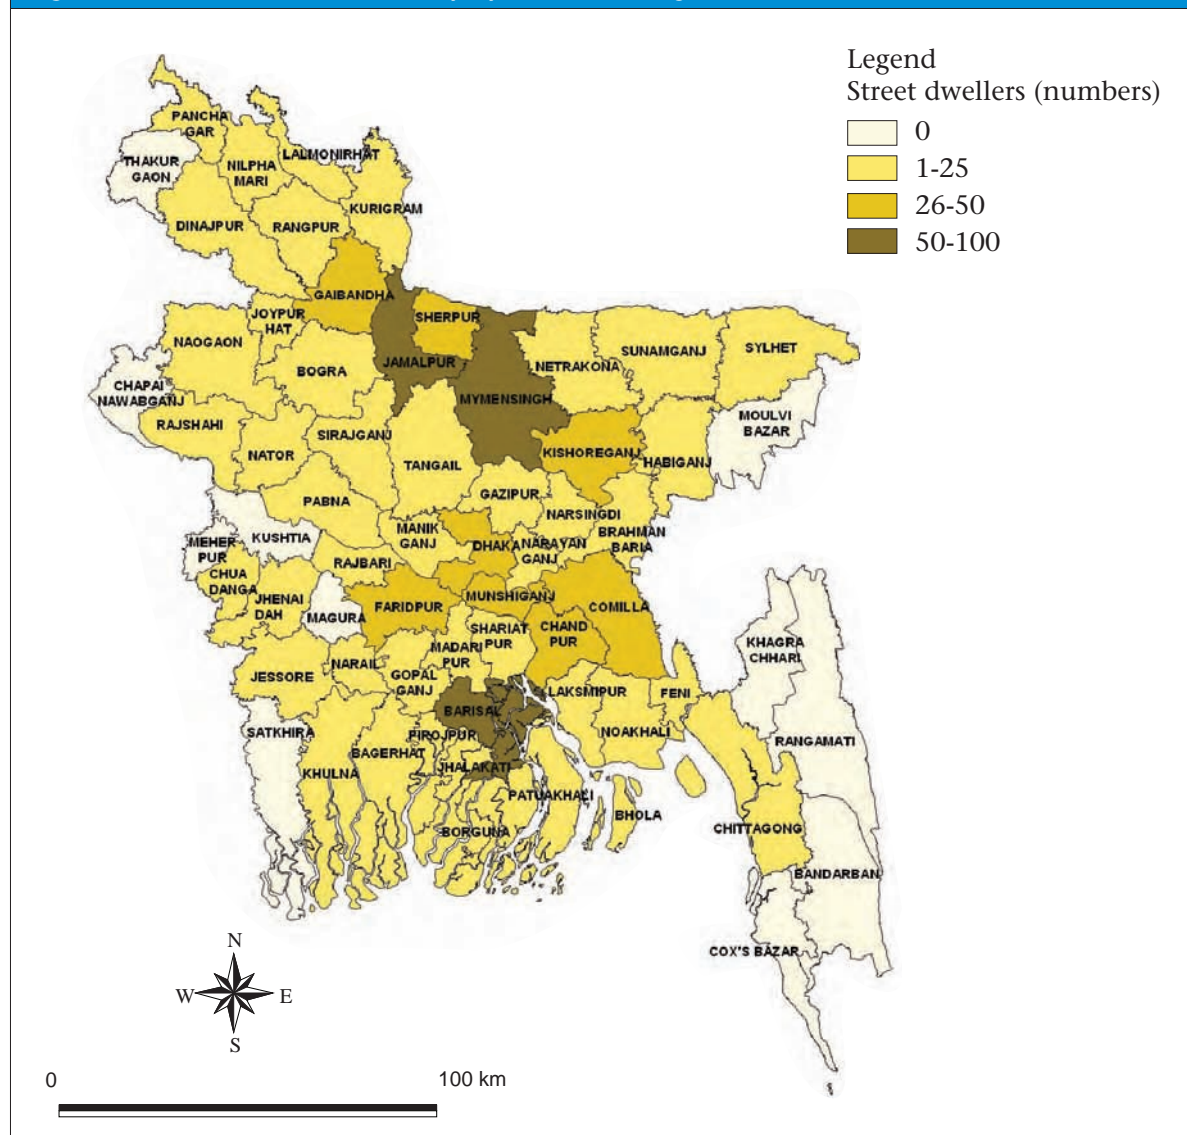 Legend
Street dwellers (numbers)
0
1-25
26-50
50-100
PANCHA
GAR
THAKUR
GAON
NILPHA
MARI
LALMONIRHAT
DINAJPUR
RANGPUR
KURIGRAM
GAIBANDHA
JOYPUR
HAT
SHERPUR
NAOGAON
BOGRA
JAMALPUR
NETRAKONA
SUNAMGANJ
SYLHET
CHAPAI
NAWABGANJ
MYMENSINGH
MOULVI
BAZAR
RAJSHAHI
SIRAJGANJ
NATOR
TANGAIL
KISHOREGANJ
HABIGANJ
PABNA
GAZIPUR
NARSINGDI
MANIK
GANJ
BRAHMAN
BARIA
KUSHTIA
MEHER
PUR
DHAKA
NARAYAN
GANJ
RAJBARI
CHUA
DANGA
JHENAI
DAH
MAGURA
FARIDPUR
MUNSHIGANJ
COMILLA
SHARIAT
PUR
CHAND
PUR
MADARI
PUR
KHAGRA
CHHARI
JESSORE
NARAIL
GOPAL
GANJ
LAKSMIPUR
FENI
BARISAL
SATKHIRA
PIROJPUR
NOAKHALI
RANGAMATI
BAGERHAT
KHULNA
JHALAKATI
PATUAKHALI
BHOLA
BORGUNA
CHITTAGONG
BANDARBAN
COX'S BAZAR
N
W
E
S
0
100 km